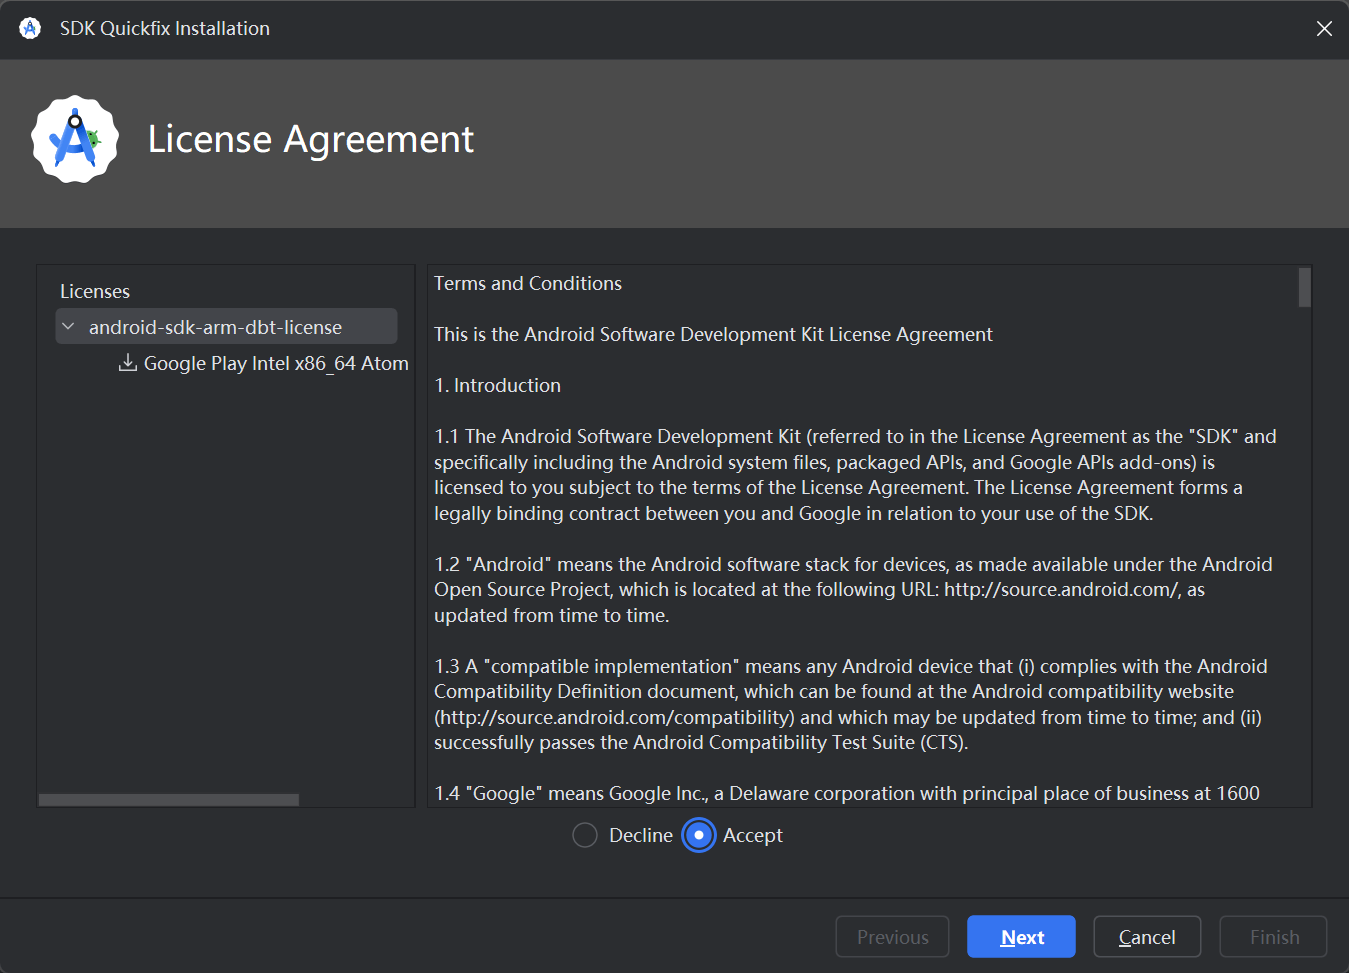 SDK Quickfix Installation
License Agreement
Licenses
android-sdk-arm-dbt-license
Google Play Intel x86_64 Atom
Terms and Conditions
This is the Android Software Development Kit License Agreement
1. Introduction
1.1 The Android Software Development Kit (referred to in the License Agreement as the "SDK" and
specifically including the Android system files, packaged APIs, and Google APIs add-ons) is
licensed to you subject to the terms of the License Agreement. The License Agreement forms a
legally binding contract between you and Google in relation to your use of the SDK.
1.2 "Android" means the Android software stack for devices, as made available under the Android
Open Source Project, which is located at the following URL: http://source.android.com/, as
updated from time to time.
1.3 A "compatible implementation" means any Android device that (i) complies with the Android
Compatibility Definition document, which can be found at the Android compatibility website
(http://source.android.com/compatibility) and which may be updated from time to time; and (ii)
successfully passes the Android Compatibility Test Suite (CTS).
1.4 "Google" means Google Inc., a Delaware corporation with principal place of business at 1600
Decline
Accept
Previous
Next
Cancel
Finish